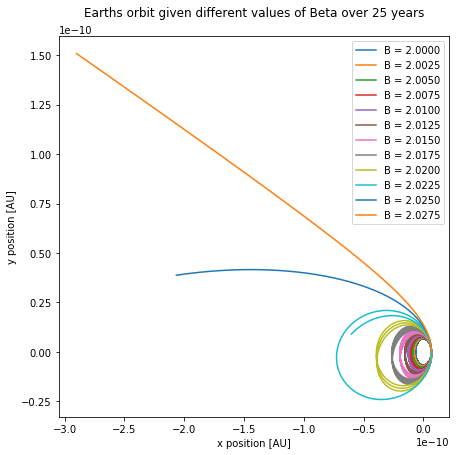 Earths orbit given different values of Beta over 25 years
1e−10
1.50
1.25
1.00
0.75
0.50
0.25
0.00
−0.25
y position [AU]
B = 2.0000
B = 2.0025
B = 2.0050
B = 2.0075
B = 2.0100
B = 2.0125
B = 2.0150
B = 2.0175
B = 2.0200
B = 2.0225
B = 2.0250
B = 2.0275
−3.0 −2.5 −2.0 −1.5 −1.0 −0.5 0.0
1e−10
x position [AU]